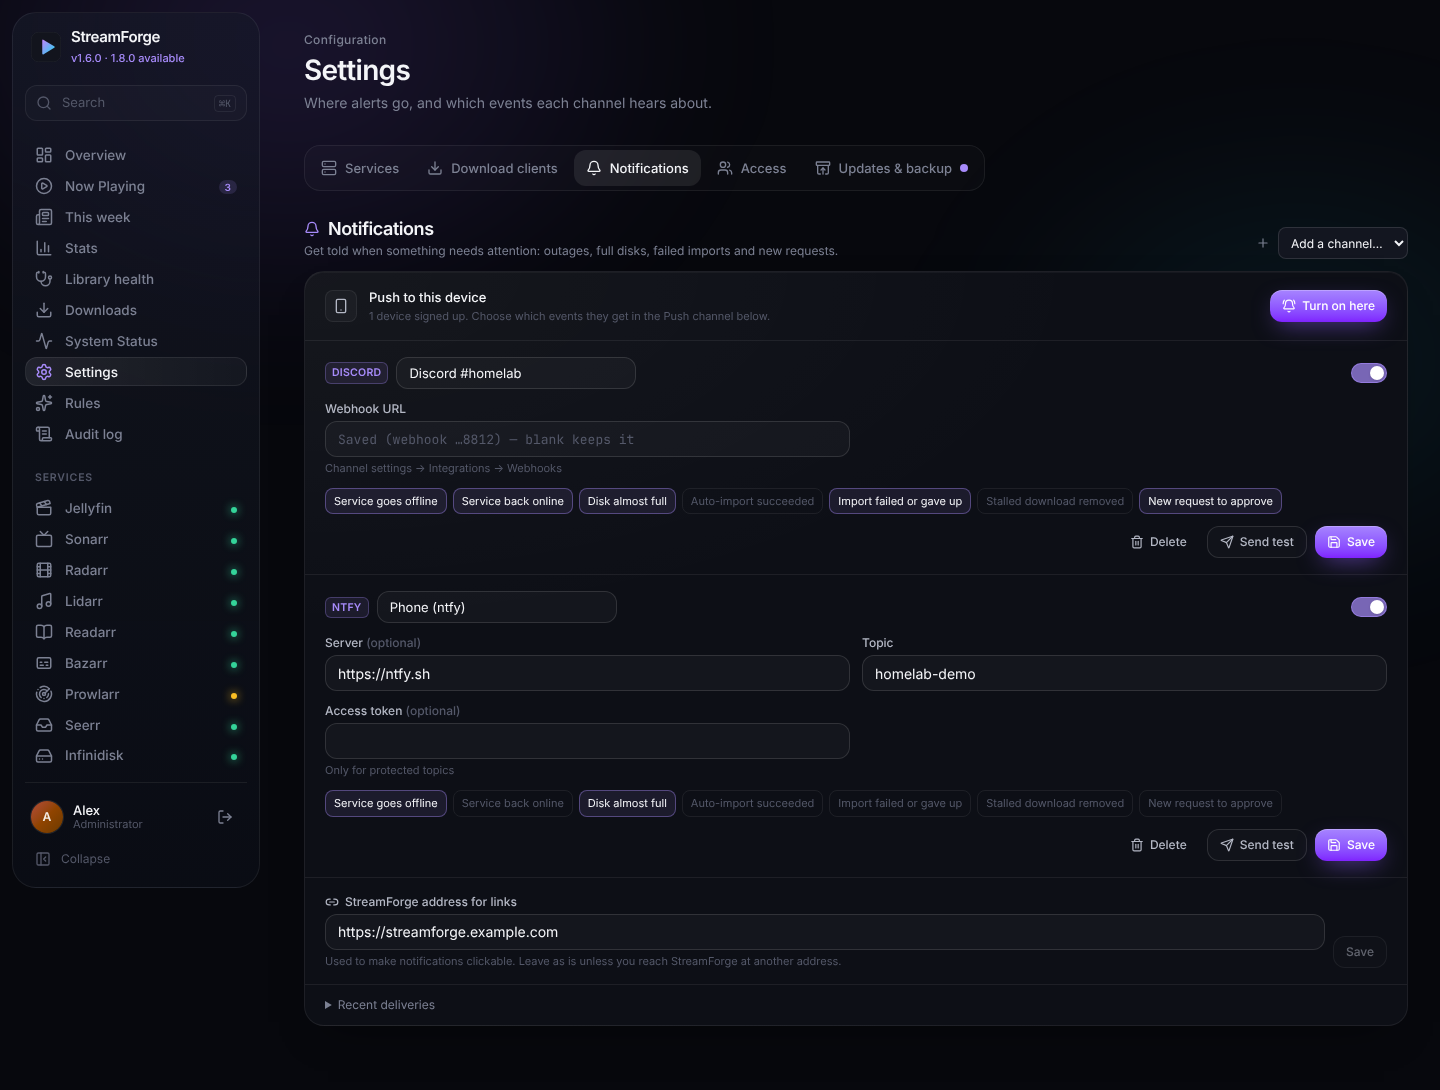 StreamForge
v1.6.0 · 1.8.0 available
Search ⌘K
Overview
Now Playing 3
This week
Stats
Library health
Downloads
System Status
Settings
Rules
Audit log
SERVICES
Jellyfin
Sonarr
Radarr
Lidarr
Readarr
Bazarr
Prowlarr
Seerr
Infinidisk
A
Alex
Administrator
Collapse
Configuration
Settings
Where alerts go, and which events each channel hears about.
Services Download clients Notifications Access Updates & backup
Notifications
Get told when something needs attention: outages, full disks, failed imports and new requests.
+ Add a channel...
Push to this device
1 device signed up. Choose which events they get in the Push channel below.
Turn on here
DISCORD Discord #homelab
Webhook URL
Saved (webhook …8812) — blank keeps it
Channel settings → Integrations → Webhooks
Service goes offline Service back online Disk almost full Auto-import succeeded Import failed or gave up Stalled download removed New request to approve
Delete Send test Save
NTFY Phone (ntfy)
Server (optional) Topic
https://ntfy.sh homelab-demo
Access token (optional)
Only for protected topics
Service goes offline Service back online Disk almost full Auto-import succeeded Import failed or gave up Stalled download removed New request to approve
Delete Send test Save
StreamForge address for links
https://streamforge.example.com
Save
Used to make notifications clickable. Leave as is unless you reach StreamForge at another address.
Recent deliveries